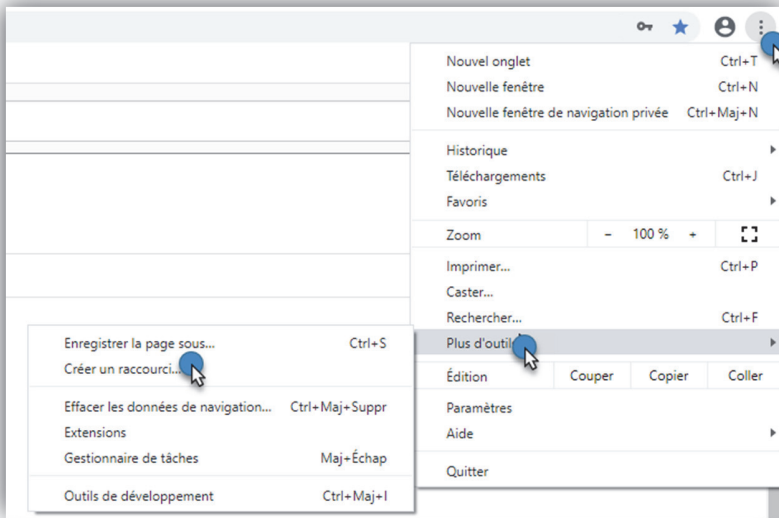 Nouvel onglet Ctrl+T
Nouvelle fenêtre Ctrl+N
Nouvelle fenêtre de navigation privée Ctrl+Maj+N
Historique
Téléchargements Ctrl+J
Favoris
Zoom - 100 % +
Imprimer... Ctrl+P
Caster...
Rechercher... Ctrl+F
Plus d'outil
Édition Couper Copier Coller
Paramètres
Aide
Quitter
Enregistrer la page sous... Ctrl+S
Créer un raccourci...
Effacer les données de navigation... Ctrl+Maj+Suppr
Extensions
Gestionnaire de tâches Maj+Échap
Outils de développement Ctrl+Maj+I